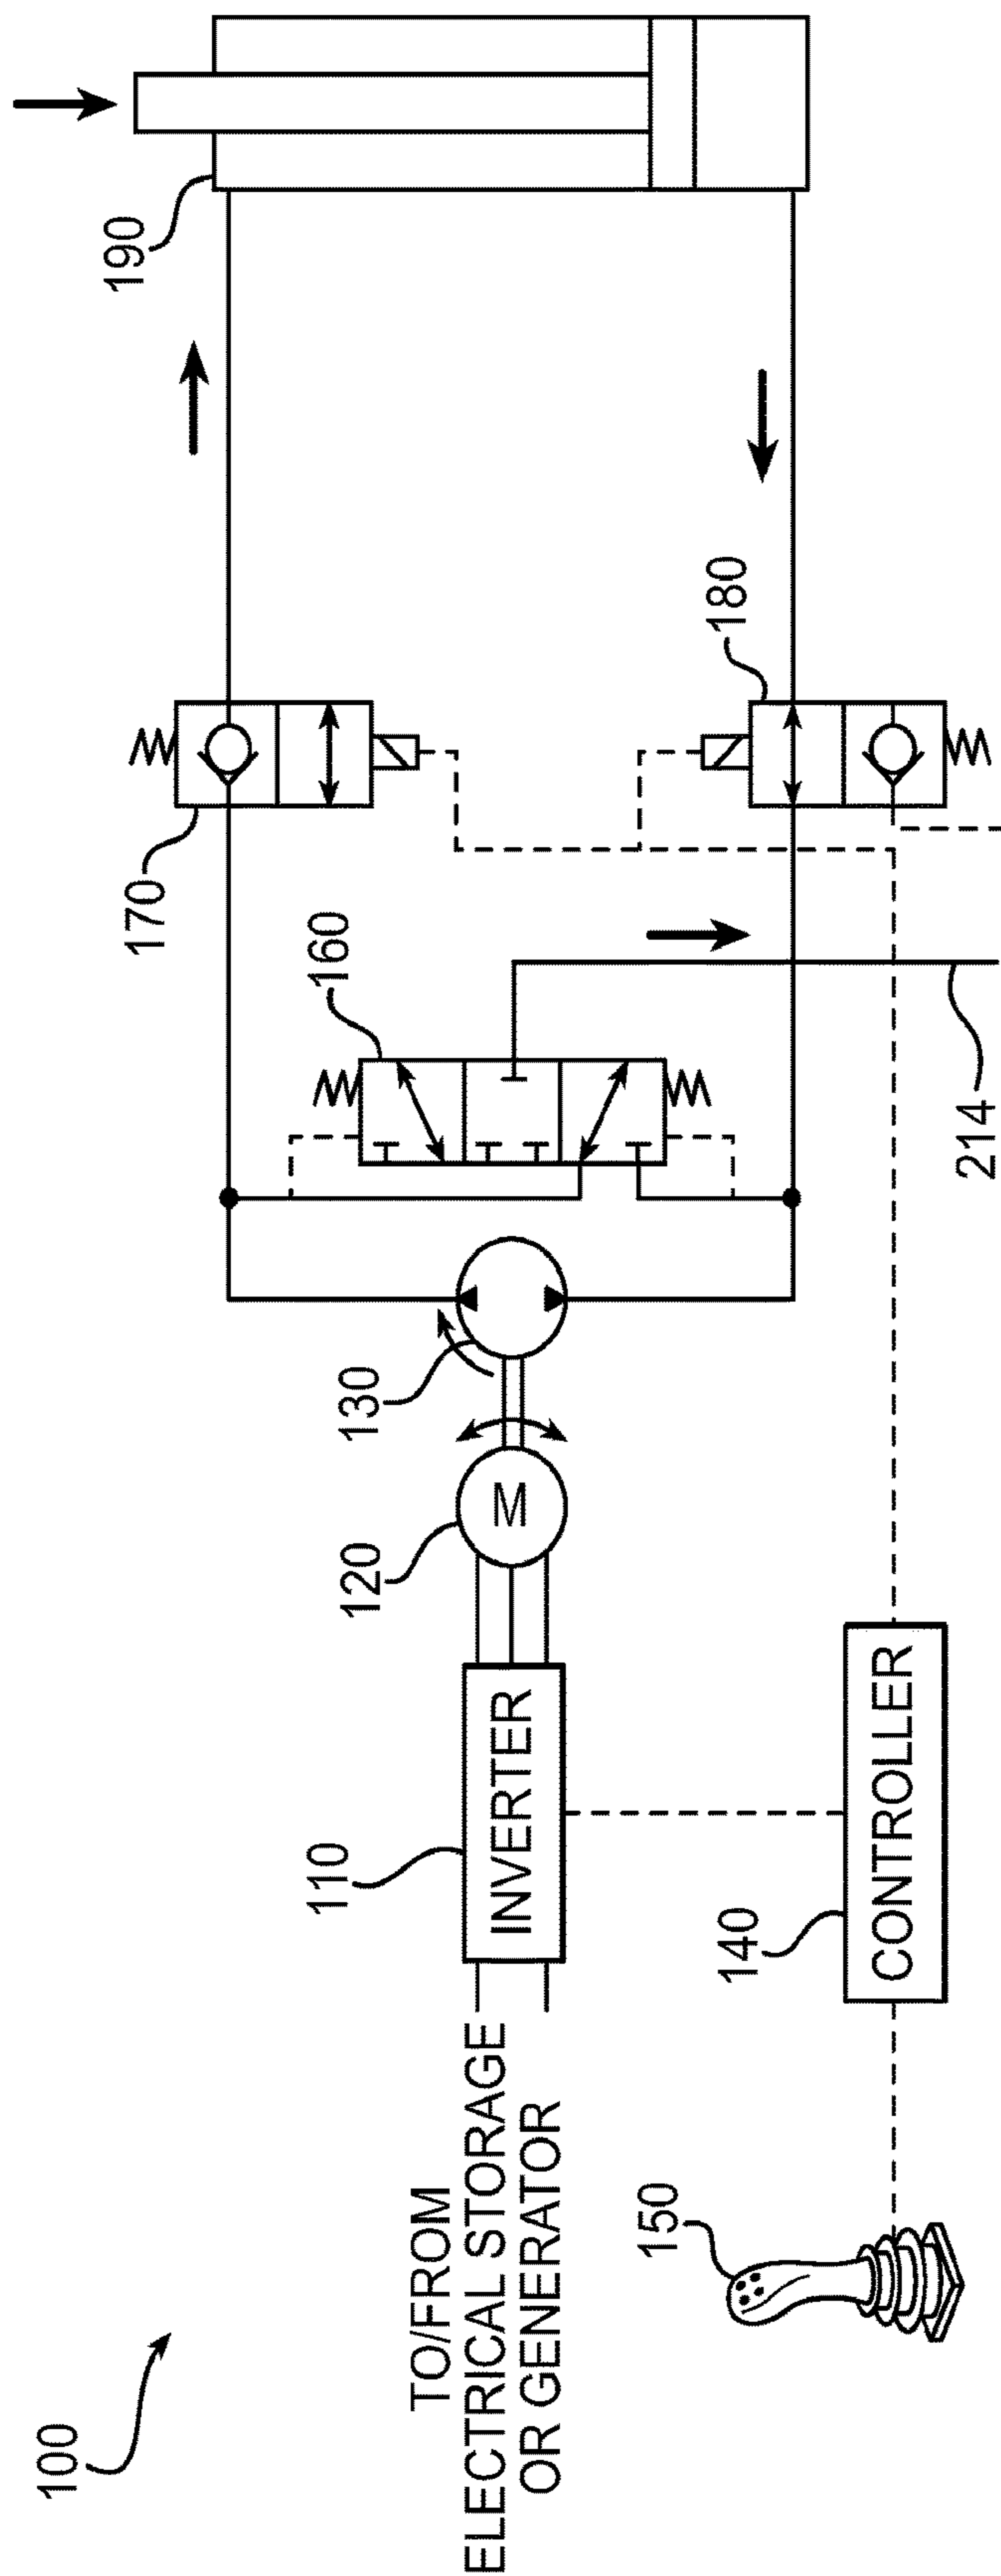 100
TO/FROM
ELECTRICAL STORAGE
OR GENERATOR
150
110
INVERTER
140
CONTROLLER
120
M
130
160
214
170
180
190